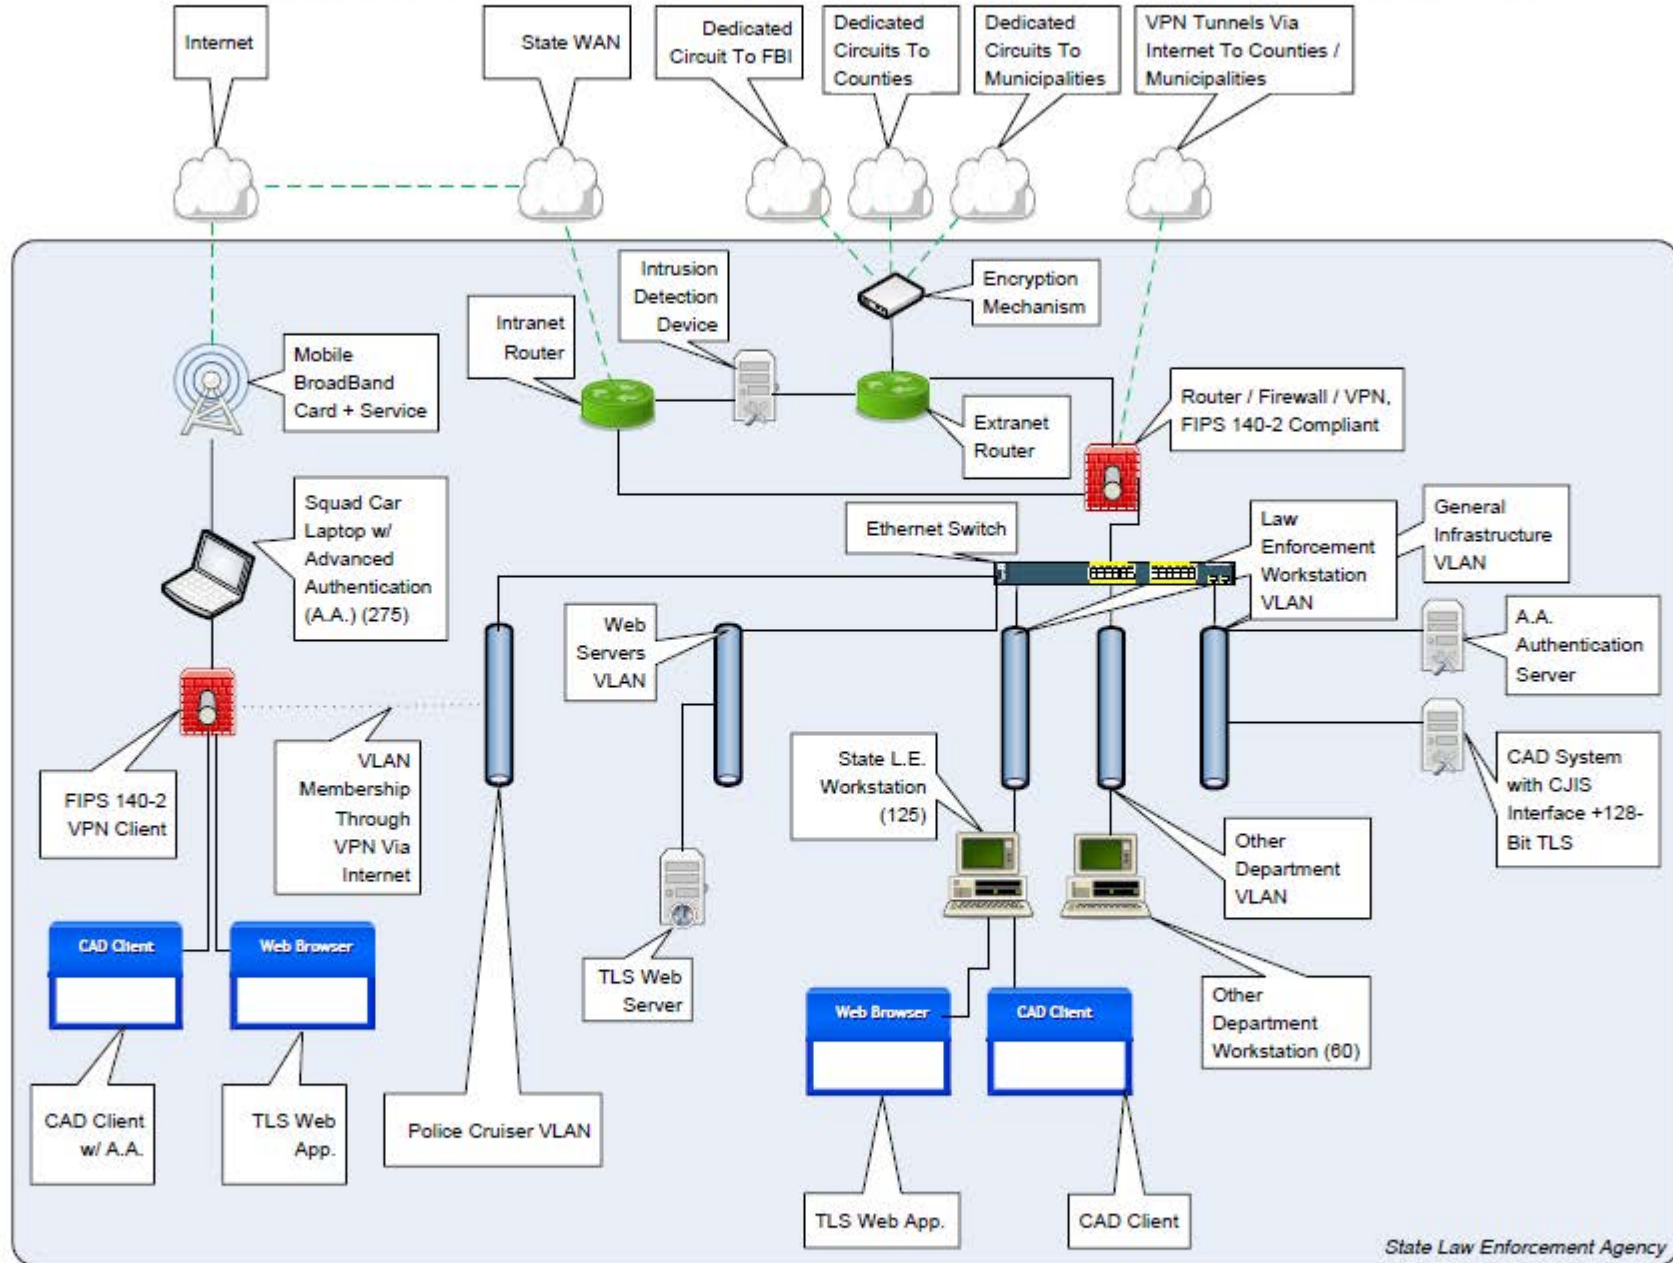 Internet
State WAN
Dedicated
Circuit To FBI
Dedicated
Circuits To
Counties
Dedicated
Circuits To
Municipalities
VPN Tunnels Via
Internet To Counties /
Municipalities
Intrusion
Detection
Device
Encryption
Mechanism
Intranet
Router
Mobile
BroadBand
Card + Service
Extranet
Router
Router / Firewall / VPN,
FIPS 140-2 Compliant
Squad Car
Laptop w/
Advanced
Authentication
(A.A.) (275)
Ethernet Switch
Law
Enforcement
Workstation
VLAN
General
Infrastructure
VLAN
Web
Servers
VLAN
A.A.
Authentication
Server
FIPS 140-2
VPN Client
VLAN
Membership
Through
VPN Via
Internet
State L.E.
Workstation
(125)
CAD System
with CJIS
Interface +128-
Bit TLS
Other
Department
VLAN
CAD Client
Web Browser
TLS Web
Server
Web Browser
CAD Client
Other
Department
Workstation (60)
CAD Client
w/ A.A.
TLS Web
App.
Police Cruiser VLAN
TLS Web App.
CAD Client
State Law Enforcement Agency